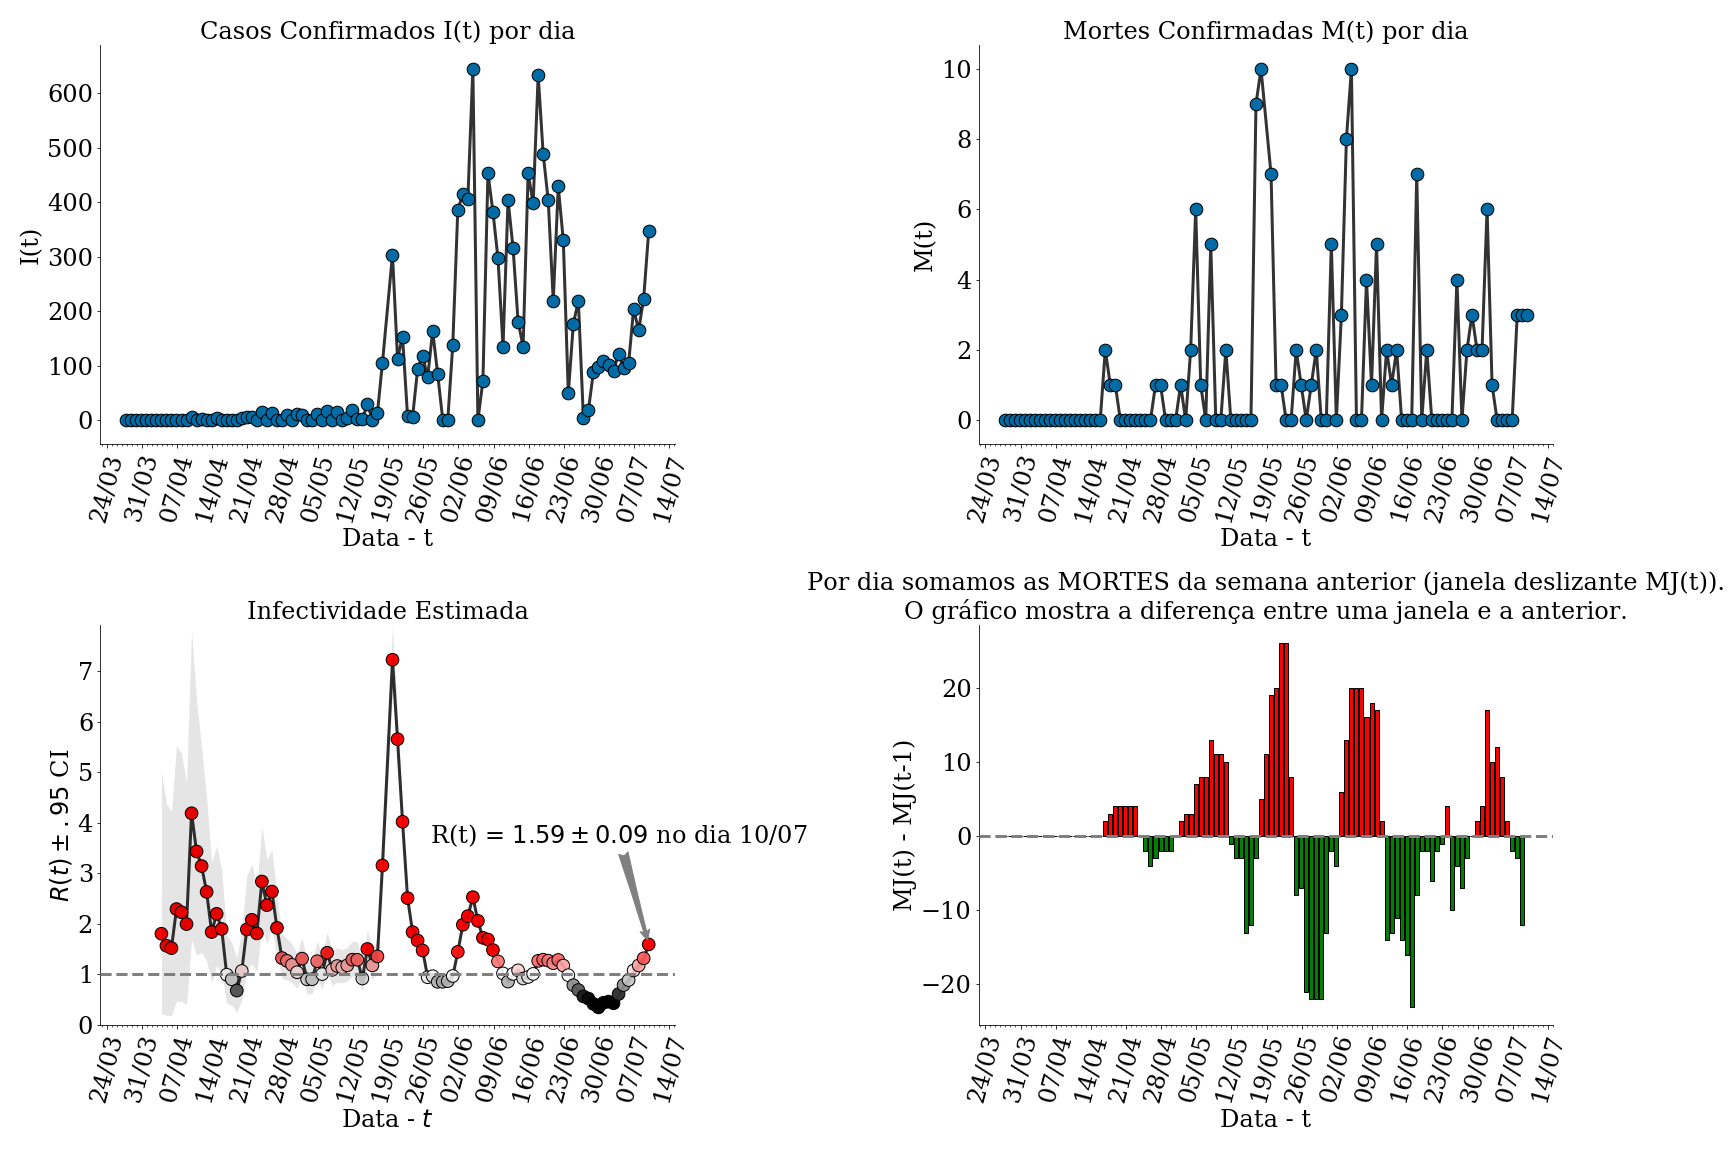 Casos Confirmados I(t) por dia
I(t)
600
500
400
300
200
100
0
24/03 31/03 07/04 14/04 21/04 28/04 05/05 12/05 19/05 26/05 02/06 09/06 16/06 23/06 30/06 07/07 14/07
Data - t
Mortes Confirmadas M(t) por dia
M(t)
10
8
6
4
2
0
24/03 31/03 07/04 14/04 21/04 28/04 05/05 12/05 19/05 26/05 02/06 09/06 16/06 23/06 30/06 07/07 14/07
Data - t
Infectividade Estimada
R(t) ± .95 CI
7
6
5
4
3
2
1
0
R(t) = 1.59 ± 0.09 no dia 10/07
24/03 31/03 07/04 14/04 21/04 28/04 05/05 12/05 19/05 26/05 02/06 09/06 16/06 23/06 30/06 07/07 14/07
Data - t
Por dia somamos as MORTES da semana anterior (janela deslizante MJ(t)).
O gráfico mostra a diferença entre uma janela e a anterior.
MJ(t) - MJ(t-1)
20
10
0
−10
−20
24/03 31/03 07/04 14/04 21/04 28/04 05/05 12/05 19/05 26/05 02/06 09/06 16/06 23/06 30/06 07/07 14/07
Data - t